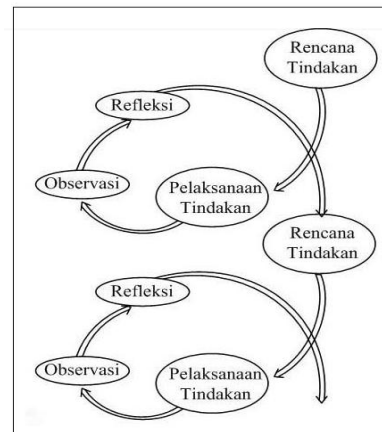 Rencana
Tindakan
Refleksi
Observasi
Pelaksanaan
Tindakan
Rencana
Tindakan
Refleksi
Observasi
Pelaksanaan
Tindakan